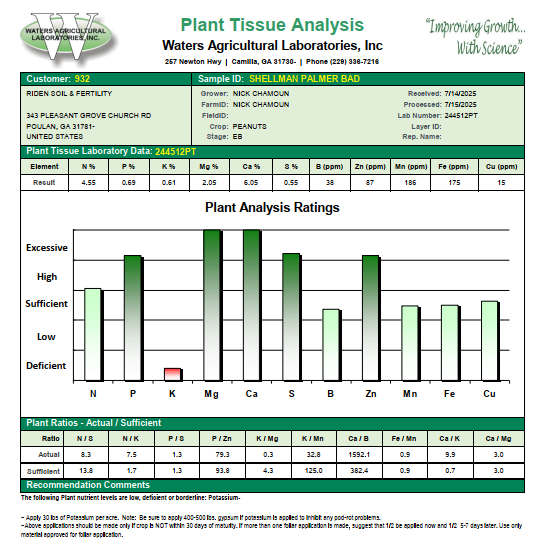 WATERS AGRICULTURAL
LABORATORIES, INC.
Plant Tissue Analysis
Waters Agricultural Laboratories, Inc
257 Newton Hwy | Camilla, GA 31730- | Phone (229) 336-7216
"Improving Growth...
With Science"
Customer: 932
Sample ID: SHELLMAN PALMER BAD
RIDEN SOIL & FERTILITY
343 PLEASANT GROVE CHURCH RD
POULAN, GA 31781-
UNITED STATES
Grower: NICK CHAMOUN
FarmID: NICK CHAMOUN
FieldID:
Crop: PEANUTS
Stage: EB
Received: 7/14/2025
Processed: 7/15/2025
Lab Number: 244512PT
Layer ID:
Rep. Name:
Plant Tissue Laboratory Data: 244512PT
Element N % P % K % Mg % Ca % S % B (ppm) Zn (ppm) Mn (ppm) Fe (ppm) Cu (ppm)
Result 4.55 0.69 0.61 2.05 6.05 0.55 38 87 186 175 15
Plant Analysis Ratings
Excessive
High
Sufficient
Low
Deficient
N P K Mg Ca S B Zn Mn Fe Cu
Plant Ratios - Actual / Sufficient
Ratio N / S N / K P / S P / Zn K / Mg K / Mn Ca / B Fe / Mn Ca / K Ca / Mg
Actual 8.3 7.5 1.3 79.3 0.3 32.8 1592.1 0.9 9.9 3.0
Sufficient 13.8 1.7 1.3 93.8 4.3 125.0 382.4 0.9 0.7 3.0
Recommendation Comments
The following Plant nutrient levels are low, deficient or borderline: Potassium-
~ Apply 30 lbs of Potassium per acre. Note: Be sure to apply 400-500 lbs. gypsum if potassium is applied to inhibit any pod-rot problems.
~Above applications should be made only if crop is NOT within 30 days of maturity. If more than one foliar application is made, suggest that 1/2 be applied now and 1/2 5-7 days later. Use only
material approved for foliar application.